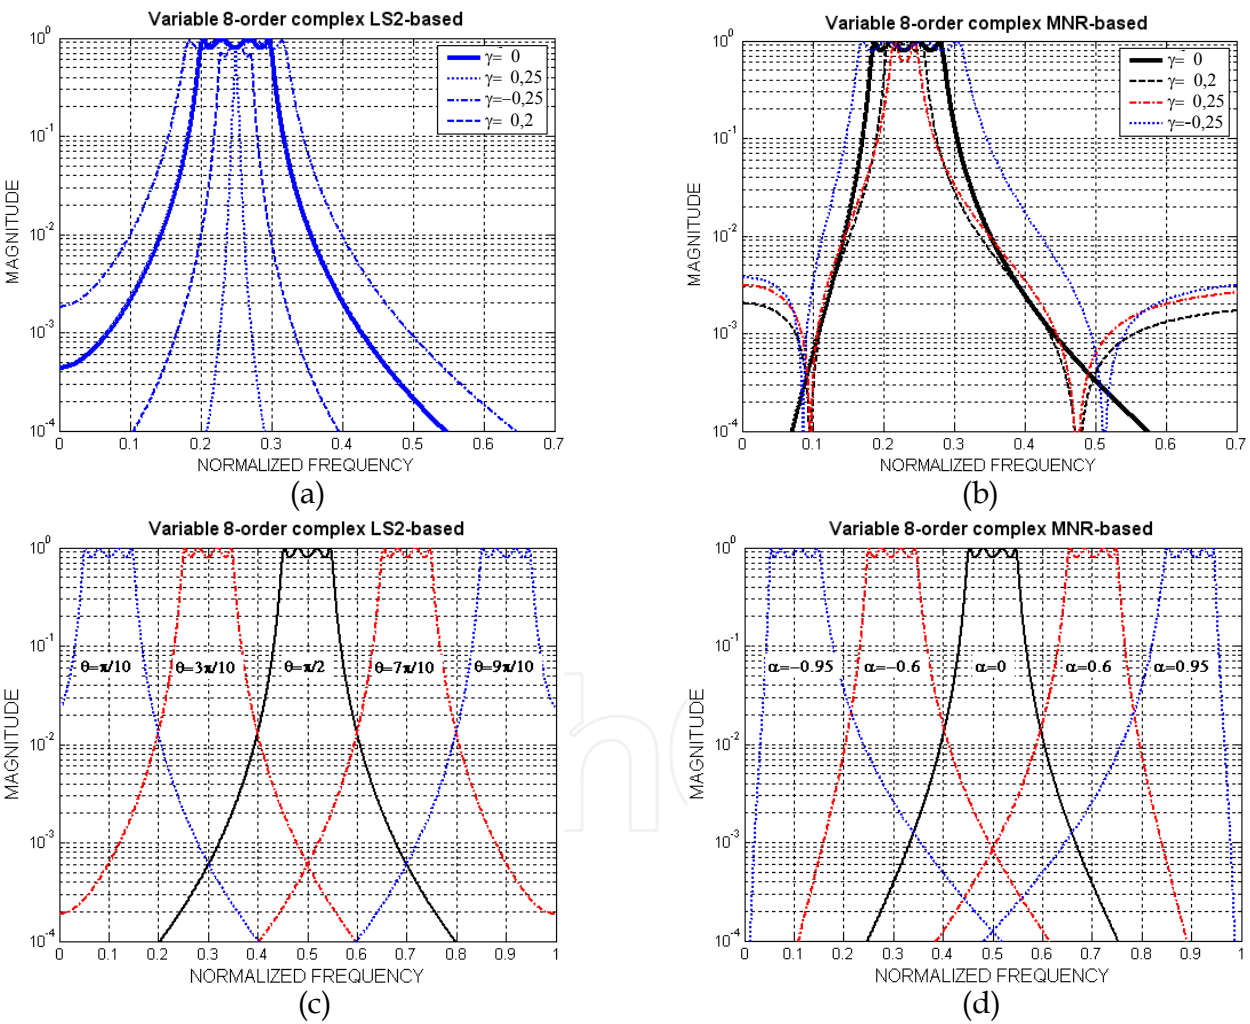 Variable 8-order complex LS2-based
10^0
10^-1
10^-2
10^-3
10^-4
MAGNITUDE
γ= 0
γ= 0,25
γ=−0,25
γ= 0,2
0 0.1 0.2 0.3 0.4 0.5 0.6 0.7
NORMALIZED FREQUENCY
(a)
Variable 8-order complex MNR-based
10^0
10^-1
10^-2
10^-3
10^-4
MAGNITUDE
γ= 0
γ= 0,2
γ= 0,25
γ=−0,25
0 0.1 0.2 0.3 0.4 0.5 0.6 0.7
NORMALIZED FREQUENCY
(b)
Variable 8-order complex LS2-based
10^0
10^-1
10^-2
10^-3
10^-4
MAGNITUDE
θ=π/10 θ=3π/10 θ=π/2 θ=7π/10 θ=9π/10
0 0.1 0.2 0.3 0.4 0.5 0.6 0.7 0.8 0.9 1
NORMALIZED FREQUENCY
(c)
Variable 8-order complex MNR-based
10^0
10^-1
10^-2
10^-3
10^-4
MAGNITUDE
α=−0.95 α=−0.6 α=0 α=0.6 α=0.95
0 0.1 0.2 0.3 0.4 0.5 0.6 0.7 0.8 0.9 1
NORMALIZED FREQUENCY
(d)